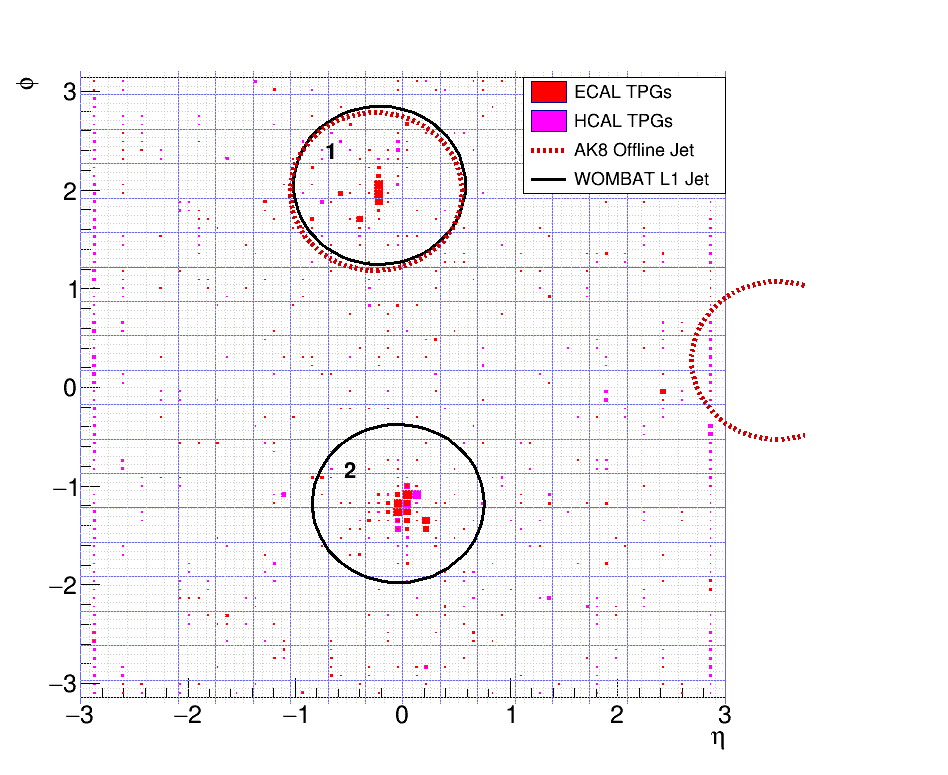 φ
3
2
1
0
−1
−2
−3
ECAL TPGs
HCAL TPGs
AK8 Offline Jet
WOMBAT L1 Jet
1
2
−3 −2 −1 0 1 2 3
η